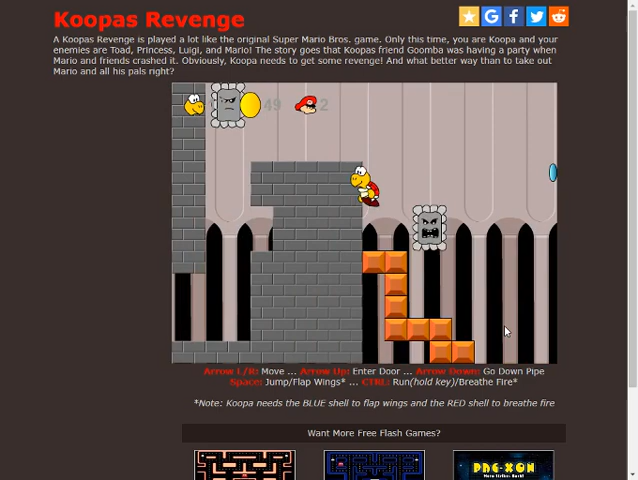 Koopas Revenge
A Koopas Revenge is played a lot like the original Super Mario Bros. game. Only this time, you are Koopa and your
enemies are Toad, Princess, Luigi, and Mario! The story goes that Koopas friend Goomba was having a party when
Mario and friends crashed it. Obviously, Koopa needs to get some revenge! And what better way than to take out
Mario and all his pals right?
49
2
Arrow L/R: Move ... Arrow Up: Enter Door ... Arrow Down: Go Down Pipe
Space: Jump/Flap Wings* ... CTRL: Run(hold key)/Breathe Fire*
*Note: Koopa needs the BLUE shell to flap wings and the RED shell to breathe fire
Want More Free Flash Games?
PAC-XON